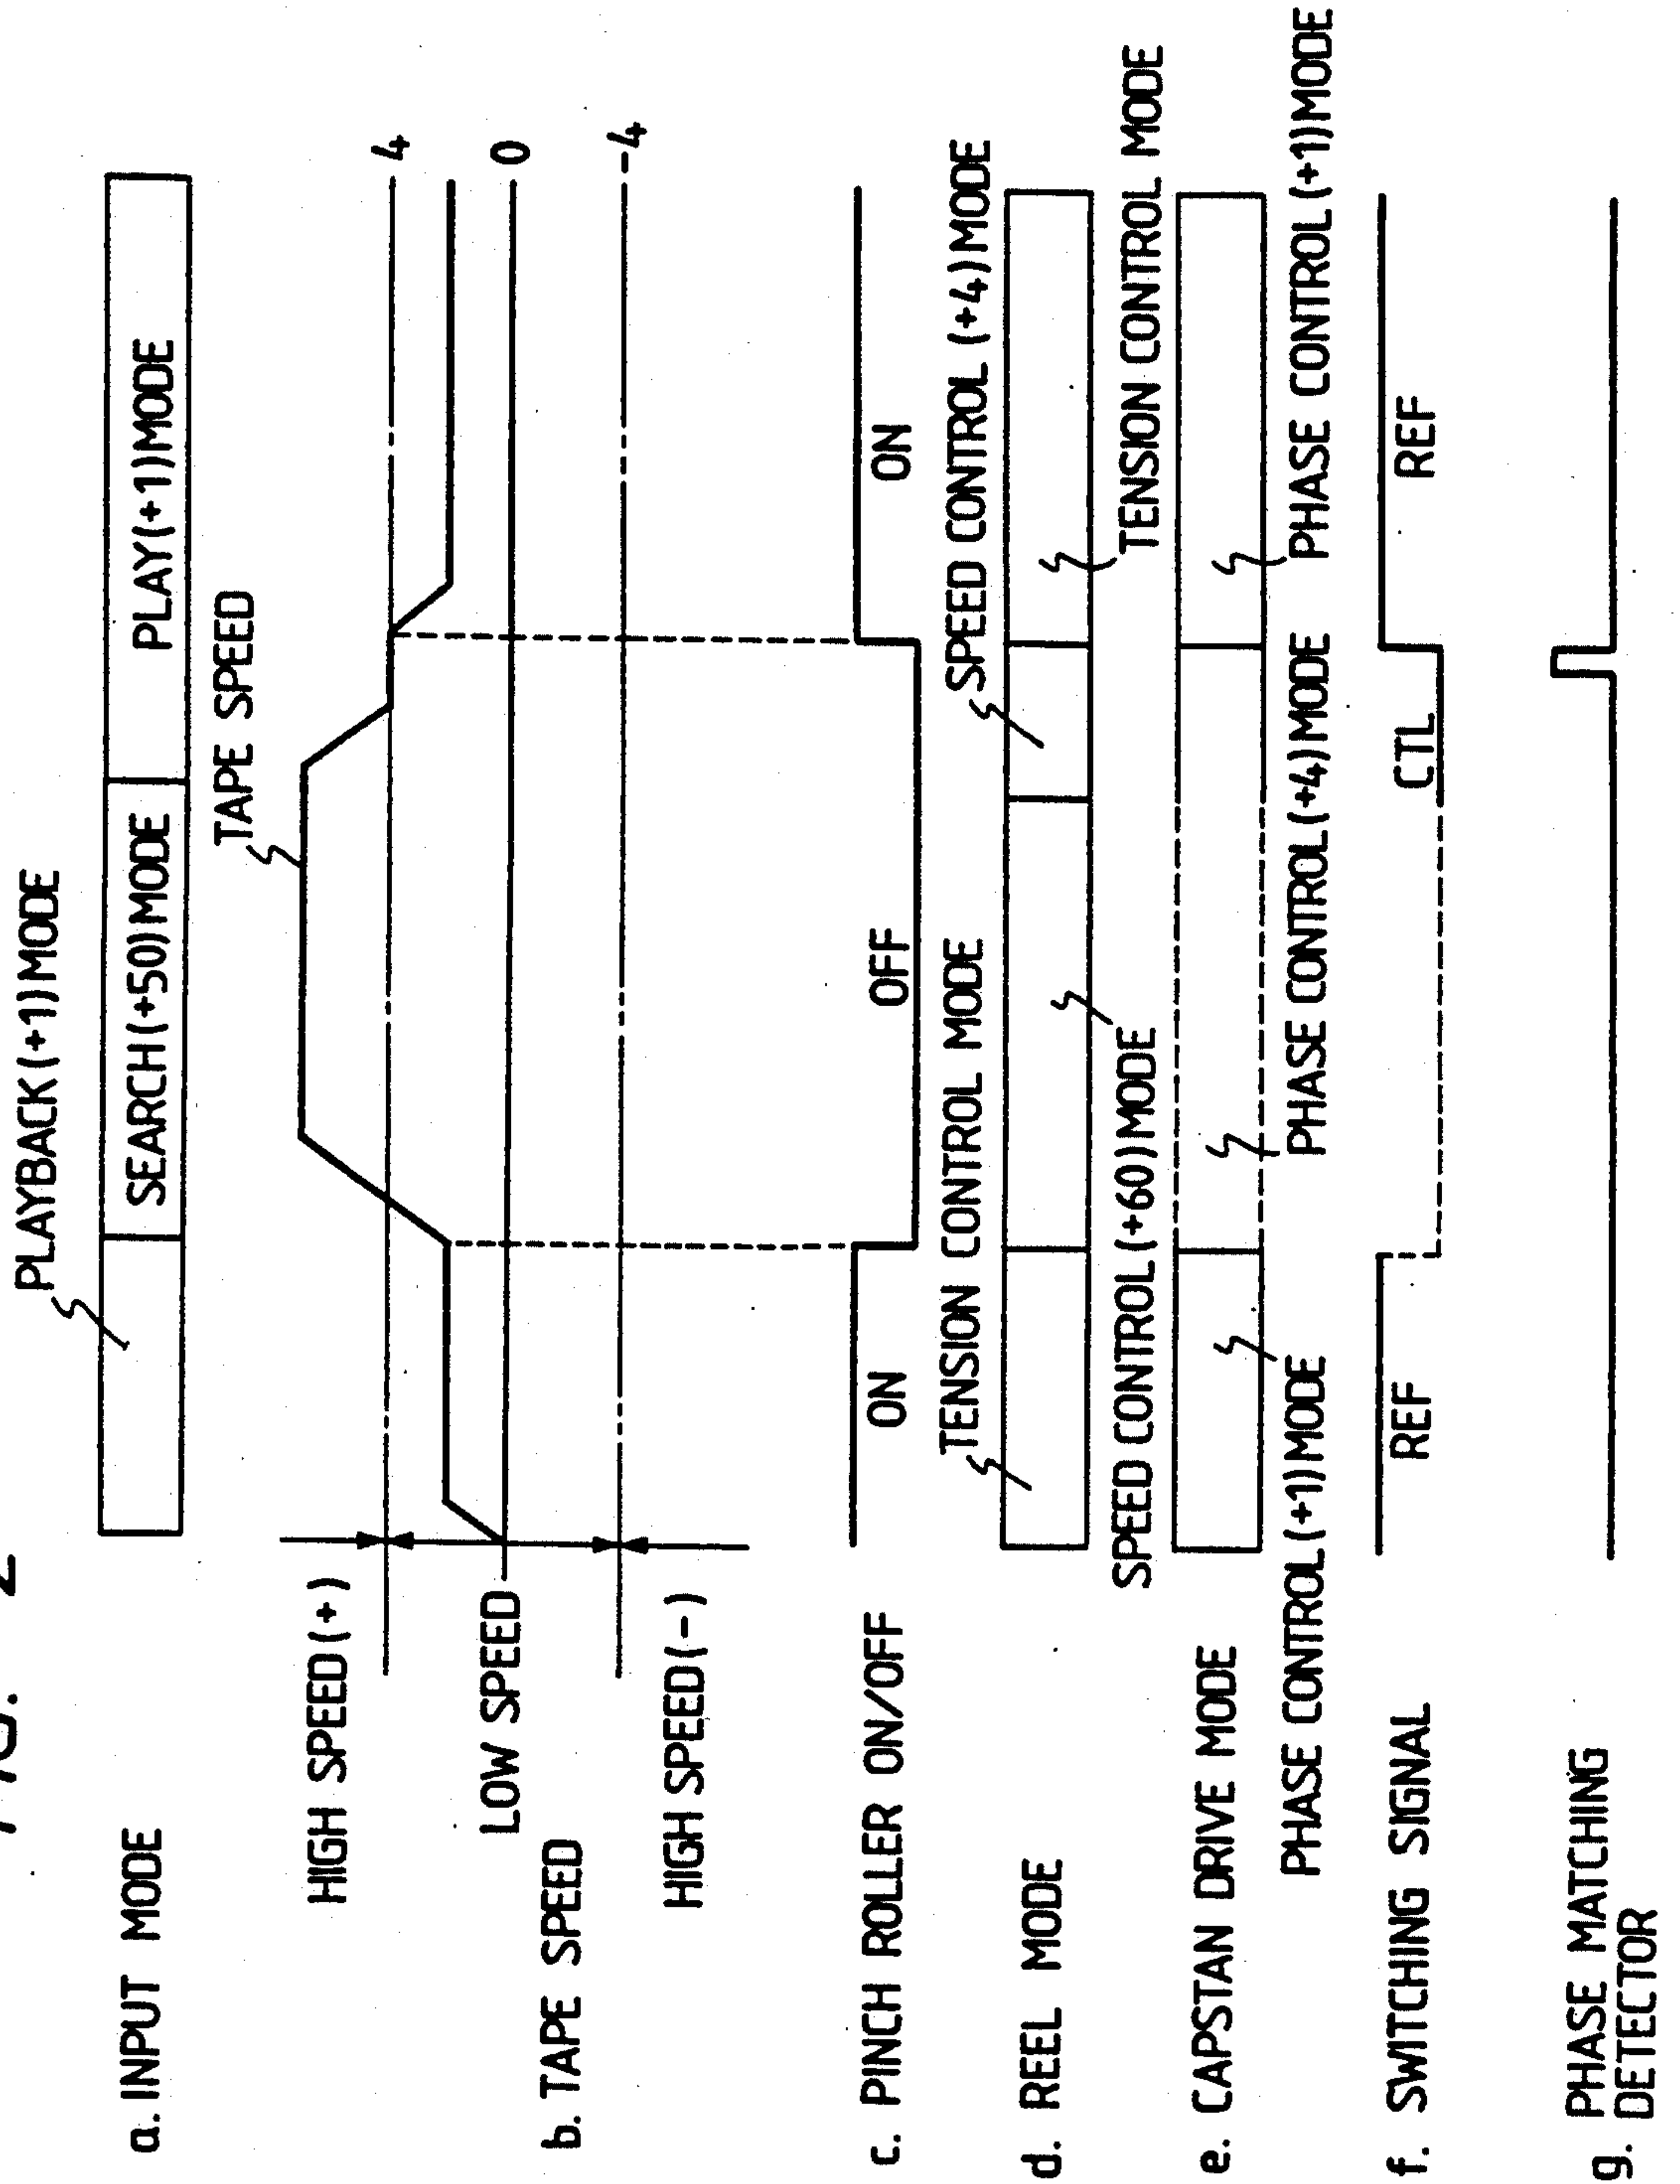 FIG. 2
PLAYBACK(+1)MODE
a. INPUT MODE
SEARCH(+50)MODE
PLAY(+1)MODE
TAPE SPEED
HIGH SPEED(+)
4
LOW SPEED
0
b. TAPE SPEED
HIGH SPEED(-)
-4
c. PINCH ROLLER ON/OFF
ON
OFF
ON
TENSION CONTROL MODE
SPEED CONTROL (+4)MODE
d. REEL MODE
SPEED CONTROL(+60)MODE
TENSION CONTROL MODE
e. CAPSTAN DRIVE MODE
PHASE CONTROL(+1)MODE
PHASE CONTROL(+4)MODE
PHASE CONTROL(+1)MODE
f. SWITCHING SIGNAL
REF
CTL
REF
g. PHASE MATCHING
DETECTOR